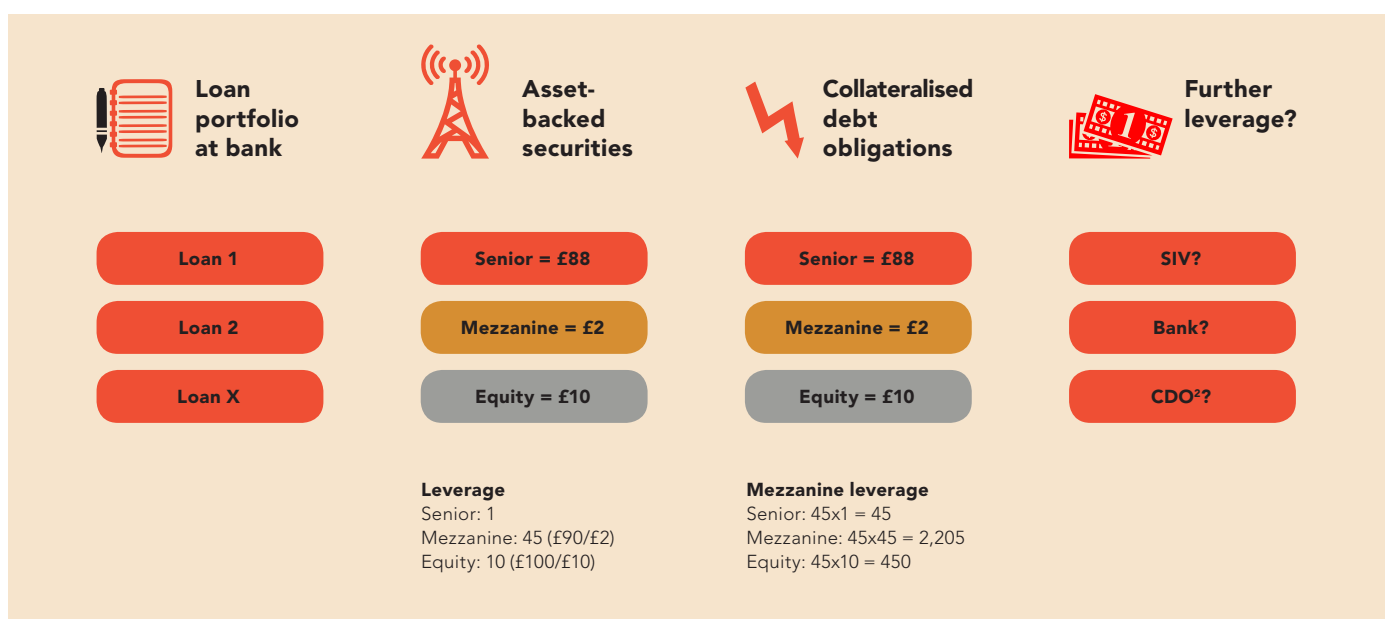 Loan
portfolio
at bank
Asset-
backed
securities
Collateralised
debt
obligations
Further
leverage?
Loan 1
Loan 2
Loan X
Senior = £88
Mezzanine = £2
Equity = £10
Senior = £88
Mezzanine = £2
Equity = £10
SIV?
Bank?
CDO²?
Leverage
Senior: 1
Mezzanine: 45 (£90/£2)
Equity: 10 (£100/£10)
Mezzanine leverage
Senior: 45x1 = 45
Mezzanine: 45x45 = 2,205
Equity: 45x10 = 450
1
$
$